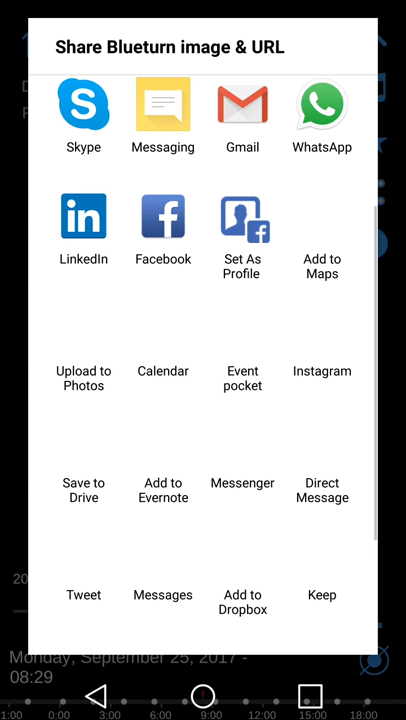 Share Blueturn image & URL
Skype Messaging Gmail WhatsApp
LinkedIn Facebook Set As Add to
Profile Maps
Upload to Calendar Event Instagram
Photos pocket
Save to Add to Messenger Direct
Drive Evernote Message
Tweet Messages Add to Keep
Dropbox
20
Monday, September 25, 2017 -
08:29
1:00 0:00 3:00 6:00 9:00 12:00 15:00 18:00